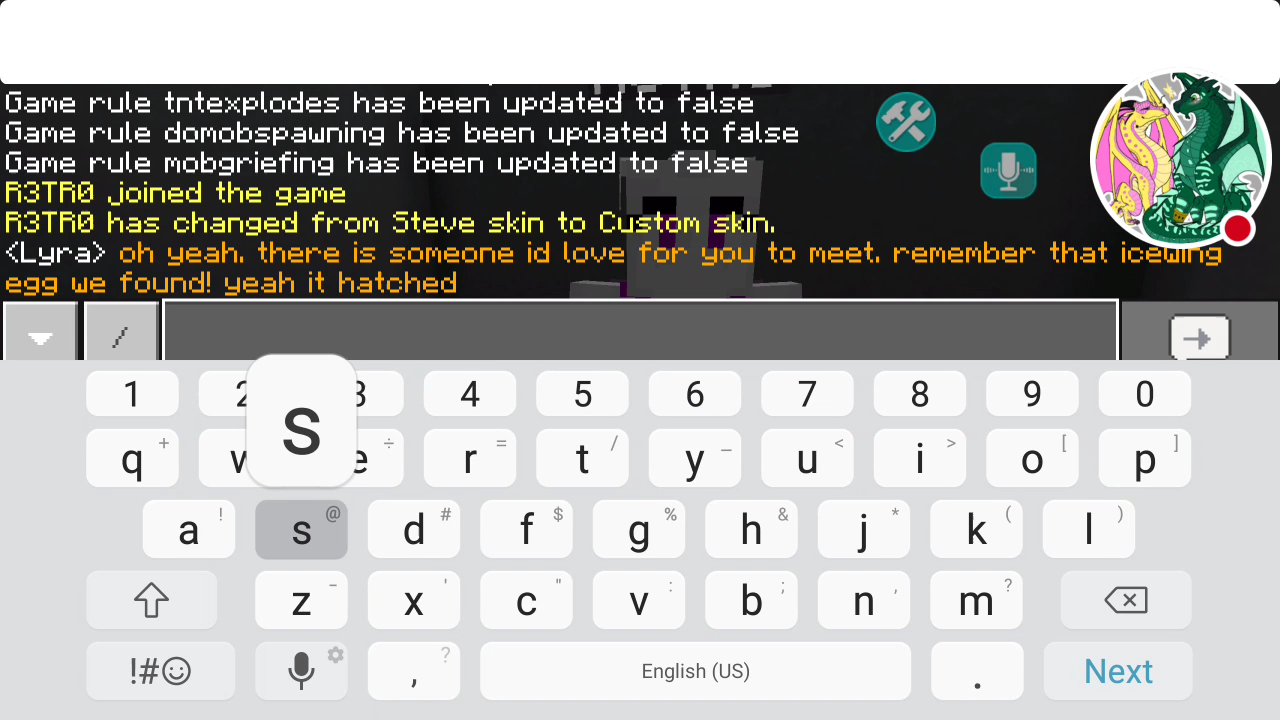 Game rule tntexplodes has been updated to false
Game rule domobspawning has been updated to false
Game rule mobgriefing has been updated to false
R3TR0 joined the game
R3TR0 has changed from Steve skin to Custom skin.
<Lyra> oh yeah. there is someone id love for you to meet. remember that icewing
egg we found! yeah it hatched
/
s
1 2 3 4 5 6 7 8 9 0
q + w e ÷ r = t / y _ u < i > o [ p ]
a ! s @ d # f $ g % h & j * k ( l )
z - x ' c " v : b ; n , m ?
!#☺ , ? English (US) . Next